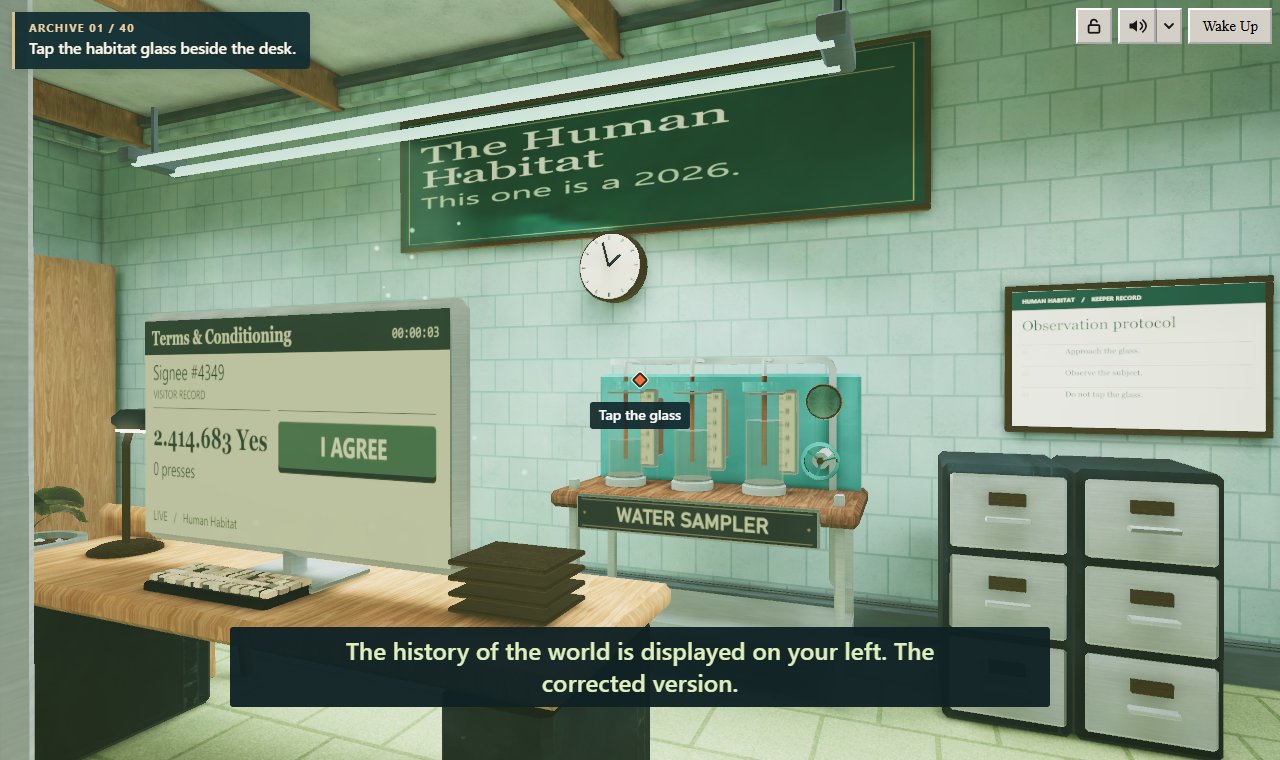 ARCHIVE 01 / 40
Tap the habitat glass beside the desk.
Wake Up
The Human
Habitat
This one is a 2026.
Terms & Conditioning
00:00:03
Signee #4349
VISITOR RECORD
2.414.683 Yes
0 presses
I AGREE
LIVE / Human Habitat
Tap the glass
WATER SAMPLER
HUMAN HABITAT / KEEPER RECORD
Observation protocol
Approach the glass.
Observe the subject.
Do not tap the glass.
The history of the world is displayed on your left. The
corrected version.